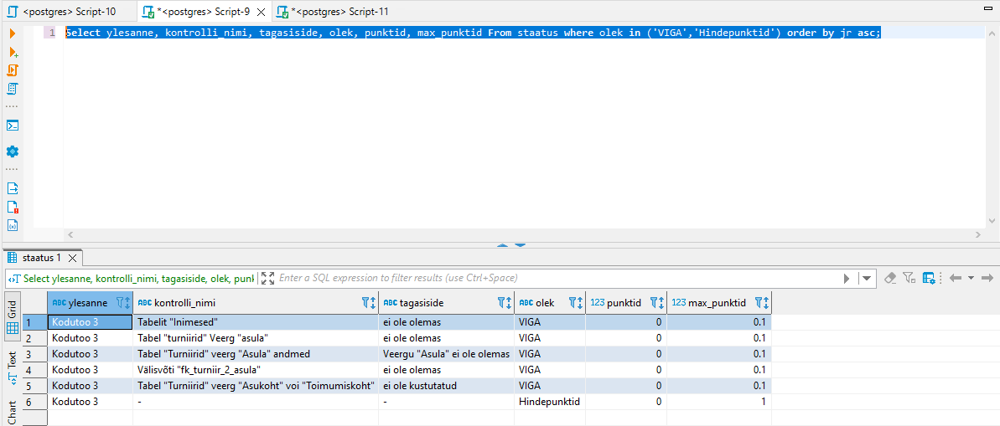 <postgres> Script-10 *<postgres> Script-9 *<postgres> Script-11
1 Select ylesanne, kontrolli_nimi, tagasiside, olek, punktid, max_punktid From staatus where olek in ('VIGA','Hindepunktid') order by jr asc;
staatus 1
Select ylesanne, kontrolli_nimi, tagasiside, olek, punk Enter a SQL expression to filter results (use Ctrl+Space)
Grid
Text
Chart
ABC ylesanne ABC kontrolli_nimi ABC tagasiside ABC olek 123 punktid 123 max_punktid
1 Kodutoo 3 Tabelit "Inimesed" ei ole olemas VIGA 0 0.1
2 Kodutoo 3 Tabel "turniirid" Veerg "asula" ei ole olemas VIGA 0 0.1
3 Kodutoo 3 Tabel "Turniirid" veerg "Asula" andmed Veergu "Asula" ei ole olemas VIGA 0 0.1
4 Kodutoo 3 Välisvõti "fk_turniir_2_asula" ei ole olemas VIGA 0 0.1
5 Kodutoo 3 Tabel "Turniirid" veerg "Asukoht" voi "Toimumiskoht" ei ole kustutatud VIGA 0 0.1
6 Kodutoo 3 - - Hindepunktid 0 1